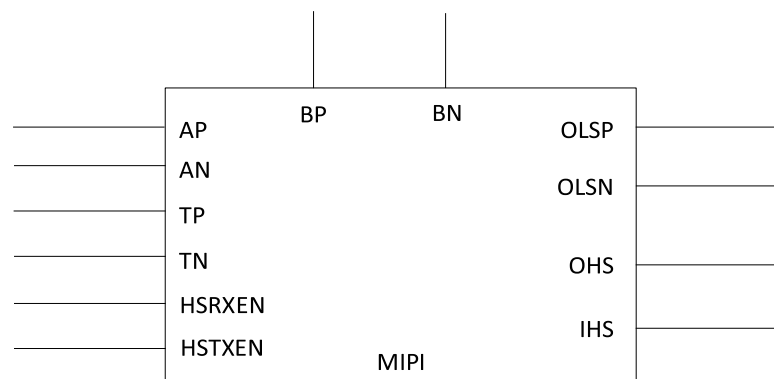 BP
BN
AP
OLSP
AN
OLSN
TP
TN
OHS
HSRXEN
IHS
HSTXEN
MIPI